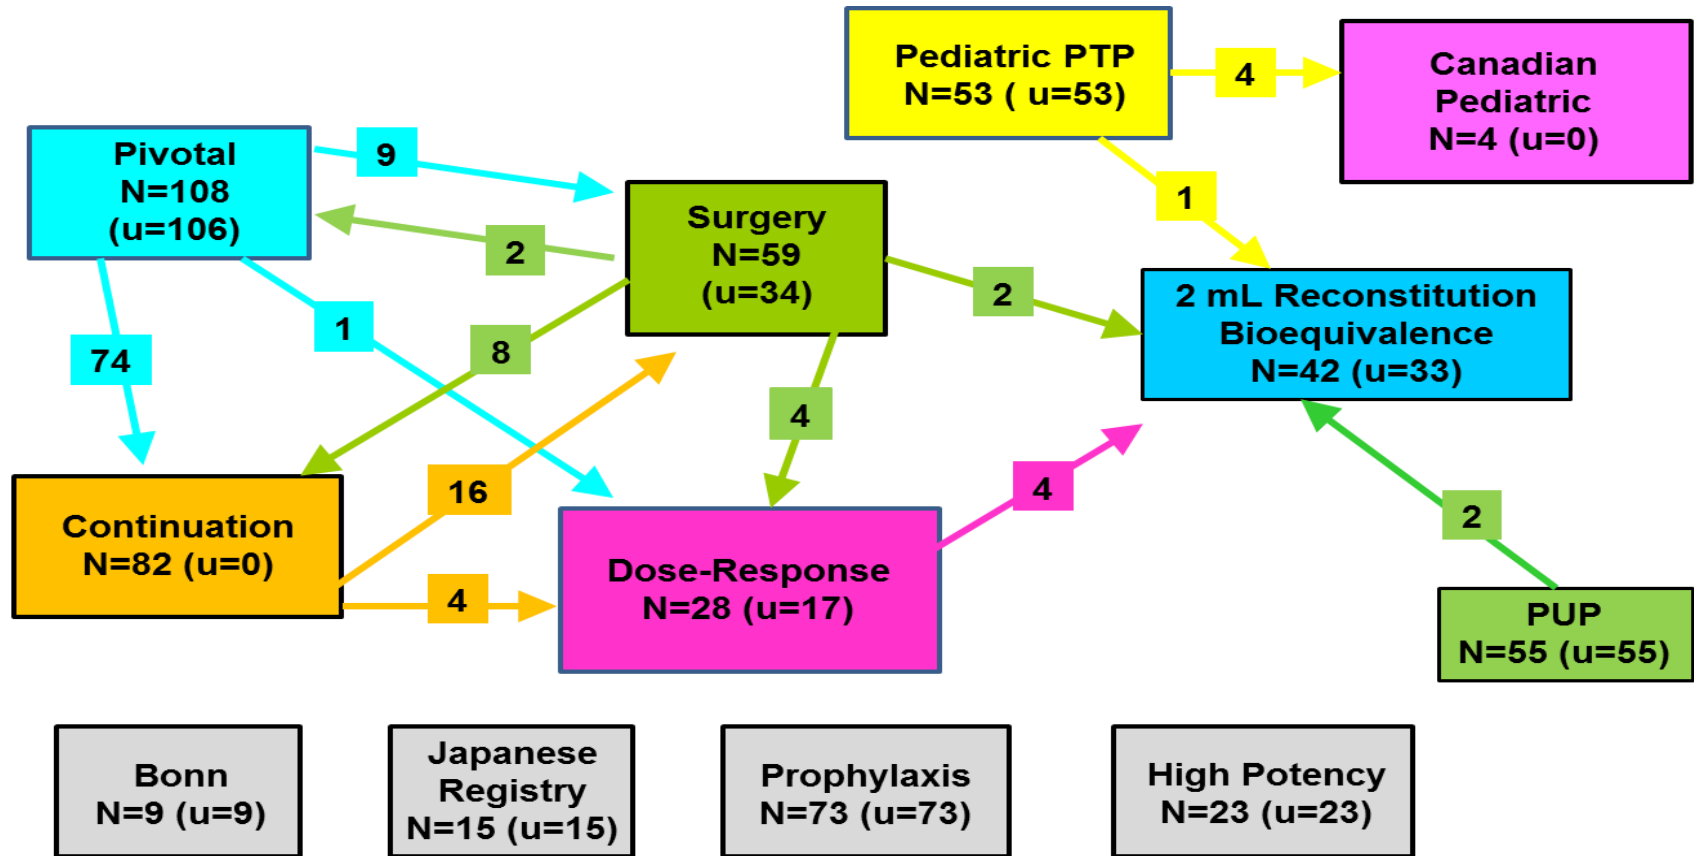 Pediatric PTP
N=53 ( u=53)
4
Canadian
Pediatric
N=4 (u=0)
Pivotal
N=108
(u=106)
9
2
Surgery
N=59
(u=34)
1
2
2 mL Reconstitution
Bioequivalence
N=42 (u=33)
74
1
8
4
Continuation
N=82 (u=0)
16
4
Dose-Response
N=28 (u=17)
4
2
PUP
N=55 (u=55)
Bonn
N=9 (u=9)
Japanese
Registry
N=15 (u=15)
Prophylaxis
N=73 (u=73)
High Potency
N=23 (u=23)